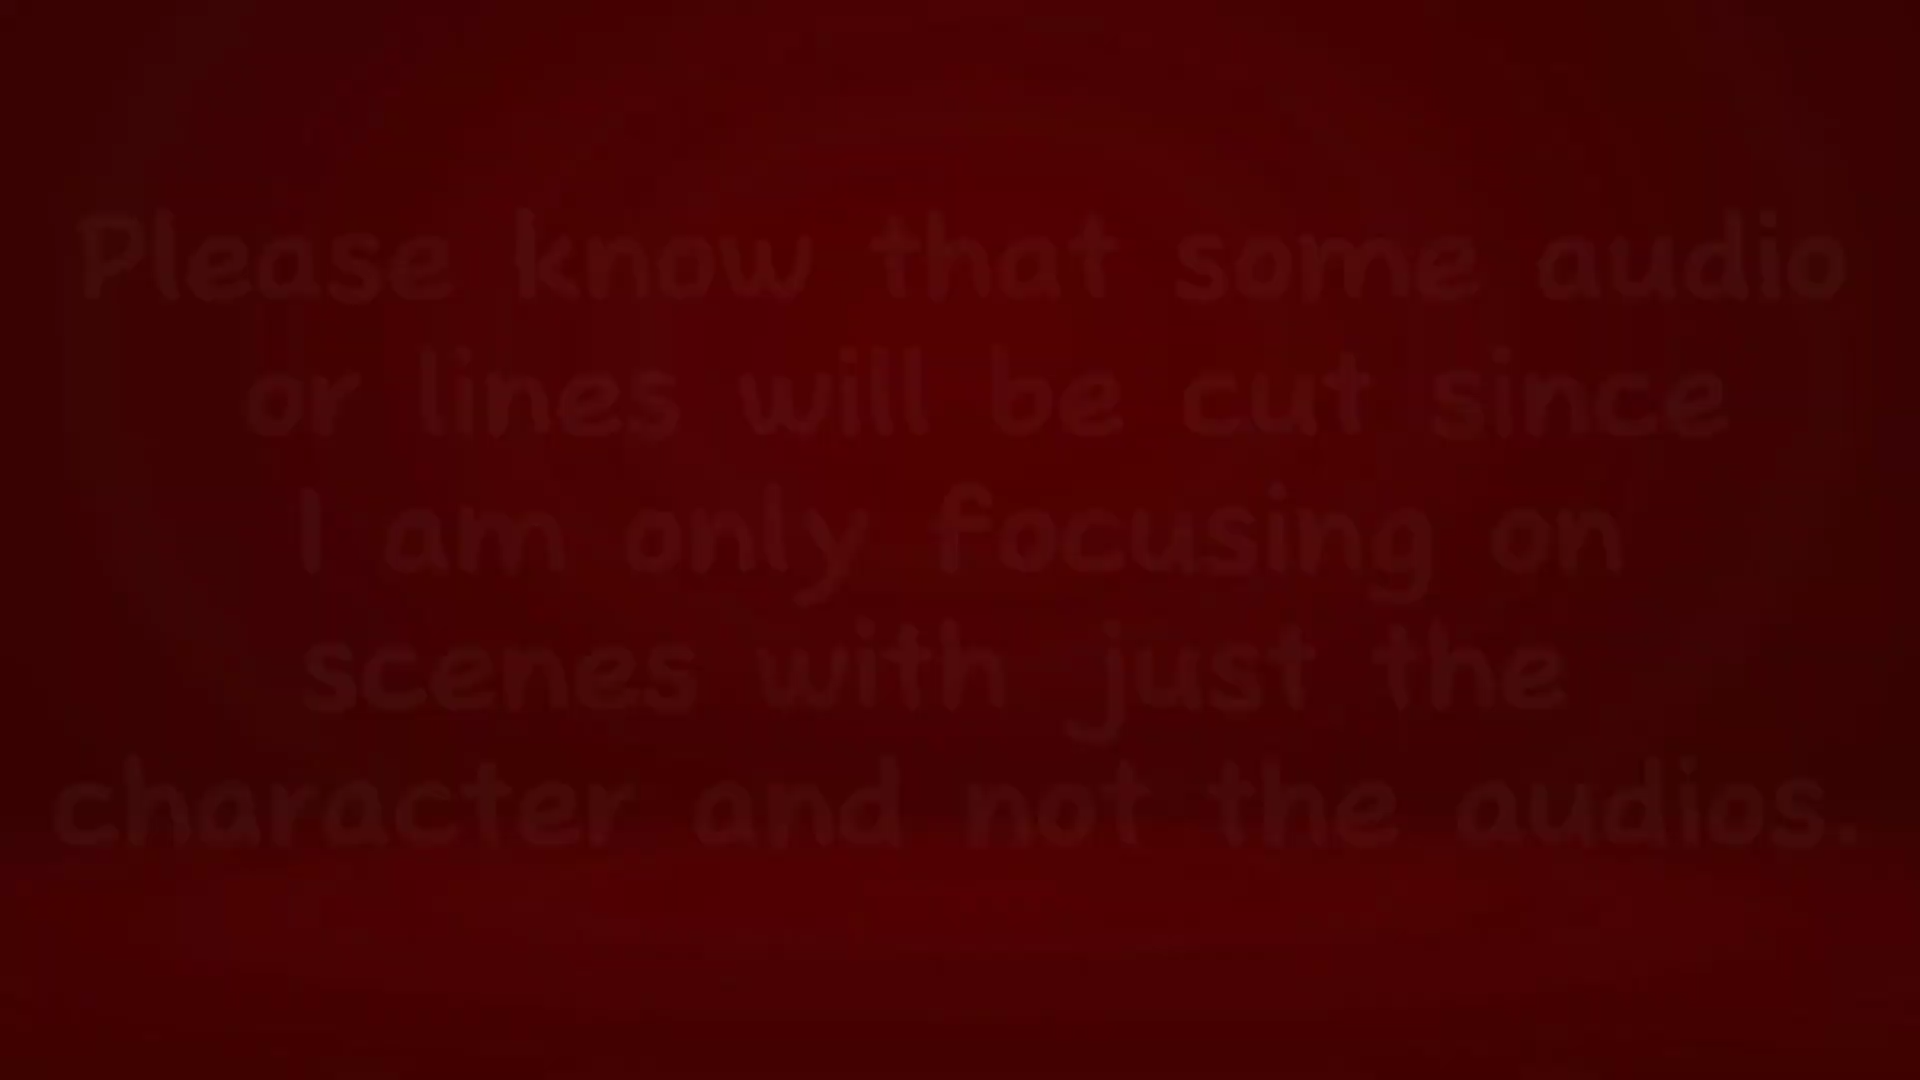 Please know that some audio
or lines will be cut since
I am only focusing on
scenes with just the
character and not the audios.